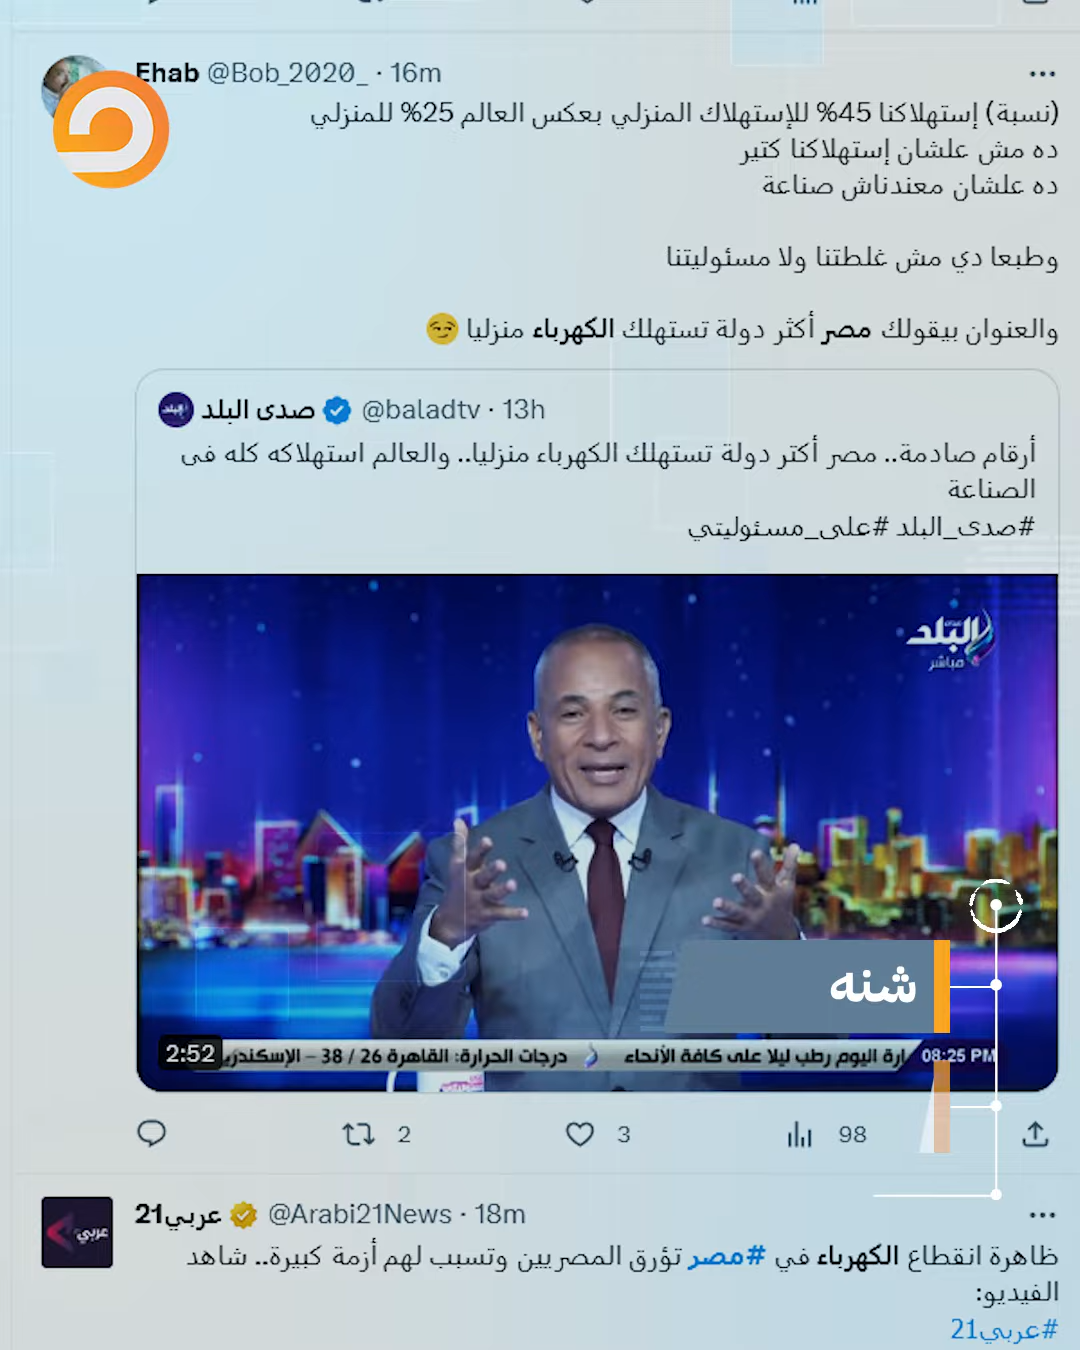 Ehab @Bob_2020_ · 16m
(نسبة) إستهلاكنا 45% للإستهلاك المنزلي بعكس العالم 25% للمنزلي
ده مش علشان إستهلاكنا كتير
ده علشان معندناش صناعة
وطبعا دي مش غلطتنا ولا مسئوليتنا
والعنوان بيقولك مصر أكثر دولة تستهلك الكهرباء منزليا 😏
صدى البلد @baladtv · 13h
أرقام صادمة.. مصر أكتر دولة تستهلك الكهرباء منزليا.. والعالم استهلاكه كله فى
الصناعة
#صدى_البلد #على_مسئوليتي
البلد
مباشر
شنه
2:52
ارة اليوم رطب ليلا على كافة الأنحاء
درجات الحرارة: القاهرة 26 / 38 – الإسكندري
08:25 PM
2 3 98
عربي21 @Arabi21News · 18m
عربي
ظاهرة انقطاع الكهرباء في #مصر تؤرق المصريين وتسبب لهم أزمة كبيرة.. شاهد
الفيديو:
#عربي21